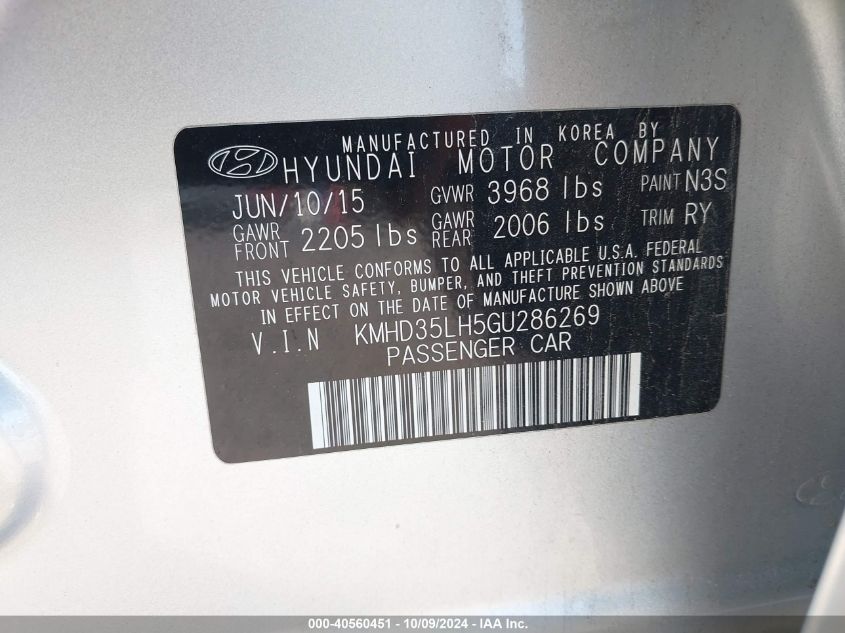 MANUFACTURED IN KOREA BY
HYUNDAI MOTOR COMPANY
JUN/10/15 GVWR 3968 lbs PAINT N3S
GAWR FRONT 2205 lbs GAWR REAR 2006 lbs TRIM RY
THIS VEHICLE CONFORMS TO ALL APPLICABLE U.S.A. FEDERAL
MOTOR VEHICLE SAFETY, BUMPER, AND THEFT PREVENTION STANDARDS
IN EFFECT ON THE DATE OF MANUFACTURE SHOWN ABOVE
V.I.N KMHD35LH5GU286269
PASSENGER CAR
000-40560451 - 10/09/2024 - IAA Inc.